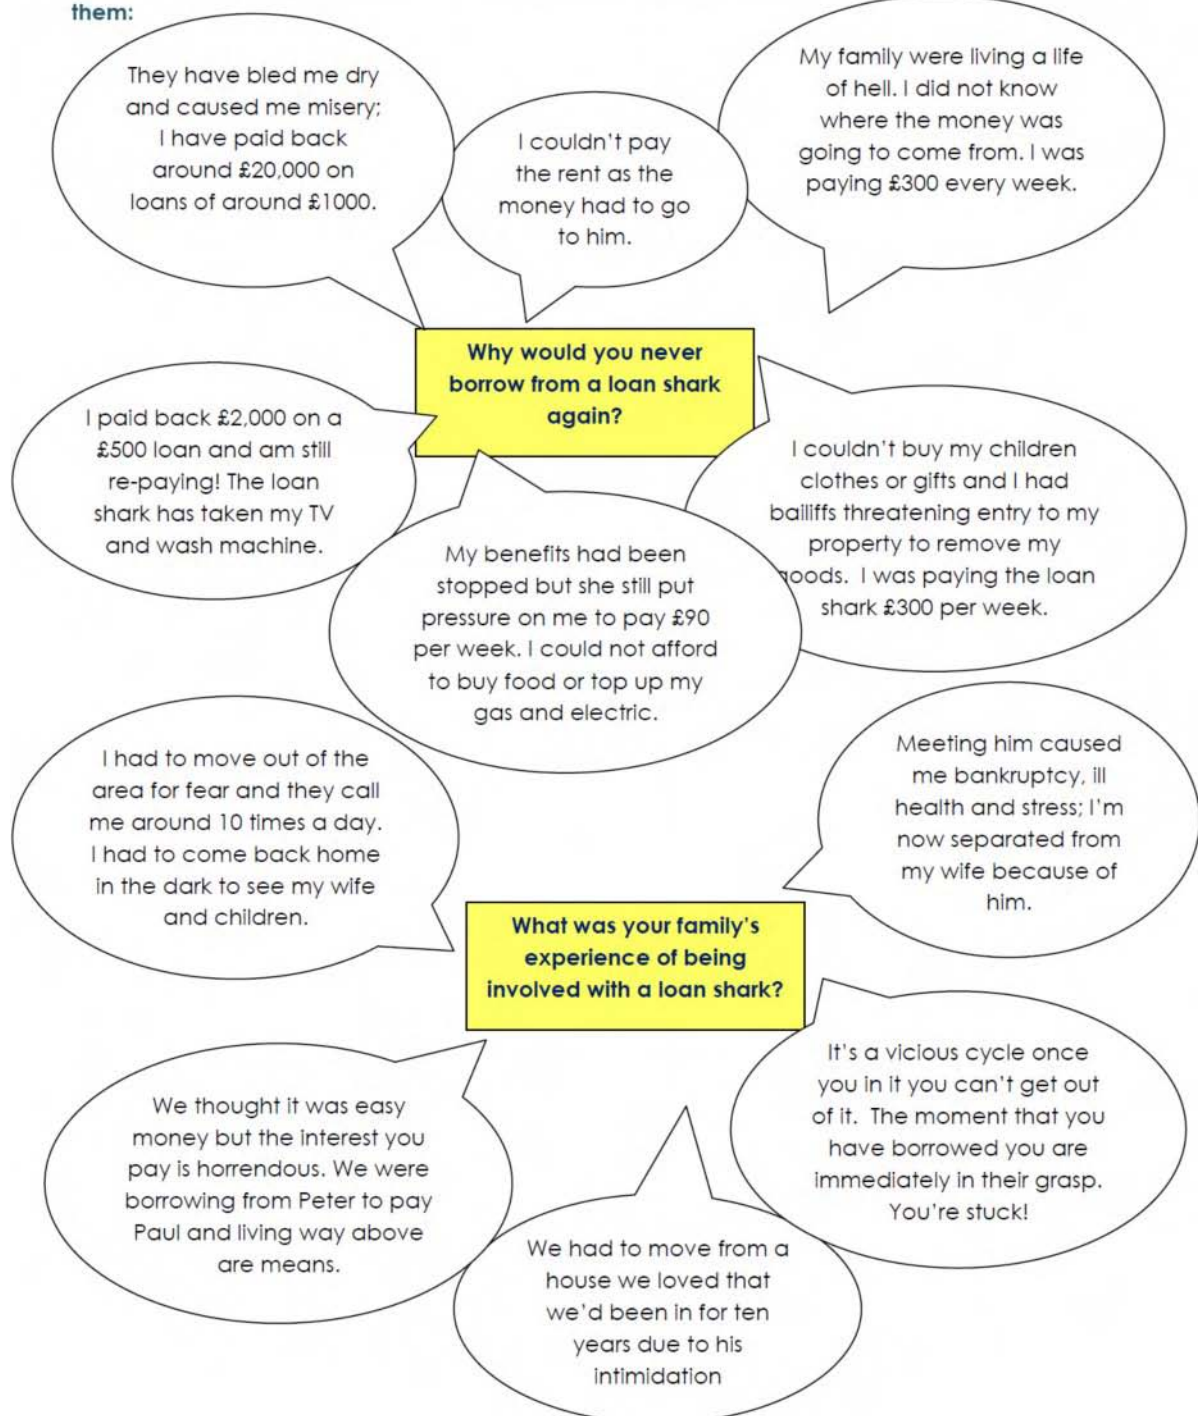 them:
They have bled me dry
and caused me misery;
I have paid back
around £20,000 on
loans of around £1000.
I couldn't pay
the rent as the
money had to go
to him.
My family were living a life
of hell. I did not know
where the money was
going to come from. I was
paying £300 every week.
Why would you never
borrow from a loan shark
again?
I paid back £2,000 on a
£500 loan and am still
re-paying! The loan
shark has taken my TV
and wash machine.
My benefits had been
stopped but she still put
pressure on me to pay £90
per week. I could not afford
to buy food or top up my
gas and electric.
I couldn't buy my children
clothes or gifts and I had
bailiffs threatening entry to my
property to remove my
goods.  I was paying the loan
shark £300 per week.
I had to move out of the
area for fear and they call
me around 10 times a day.
I had to come back home
in the dark to see my wife
and children.
Meeting him caused
me bankruptcy, ill
health and stress; I'm
now separated from
my wife because of
him.
What was your family's
experience of being
involved with a loan shark?
We thought it was easy
money but the interest you
pay is horrendous. We were
borrowing from Peter to pay
Paul and living way above
are means.
We had to move from a
house we loved that
we'd been in for ten
years due to his
intimidation
It's a vicious cycle once
you in it you can't get out
of it.  The moment that you
have borrowed you are
immediately in their grasp.
You're stuck!